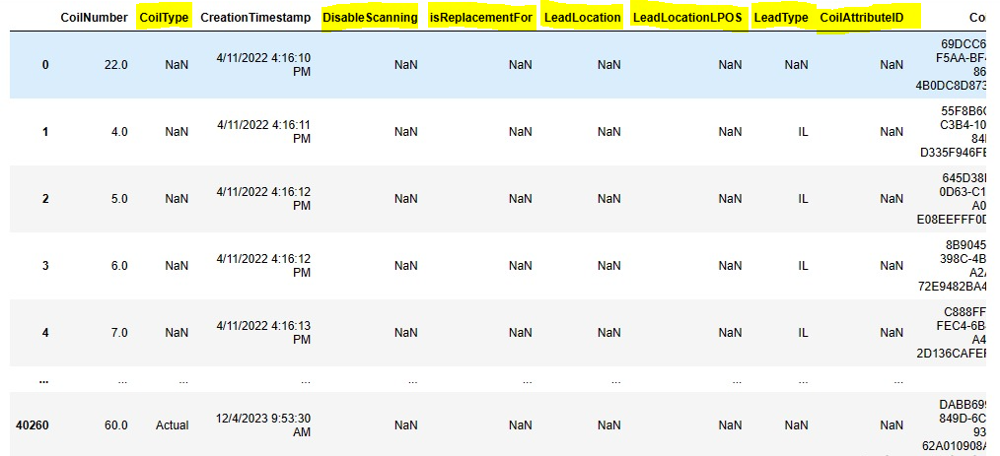 CoilNumber CoilType CreationTimestamp DisableScanning isReplacementFor LeadLocation LeadLocationLPOS LeadType CoilAttributeID
0 22.0 NaN 4/11/2022 4:16:10 PM NaN NaN NaN NaN NaN NaN 69DCC6 F5AA-BF 86 4B0DC8D873
1 4.0 NaN 4/11/2022 4:16:11 PM NaN NaN NaN NaN IL NaN 55F8B6 C3B4-10 84 D335F946F
2 5.0 NaN 4/11/2022 4:16:12 PM NaN NaN NaN NaN IL NaN 645D38 0D63-C1 A0 E08EEFFF0
3 6.0 NaN 4/11/2022 4:16:12 PM NaN NaN NaN NaN IL NaN 8B9045 398C-4B A2 72E9482BA4
4 7.0 NaN 4/11/2022 4:16:13 PM NaN NaN NaN NaN IL NaN C888FF FEC4-6B A4 2D136CAFE
... ... ... ... ... ... ... ... ... ...
40260 60.0 Actual 12/4/2023 9:53:30 AM NaN NaN NaN NaN NaN NaN DABB69 849D-6C 93 62A010908